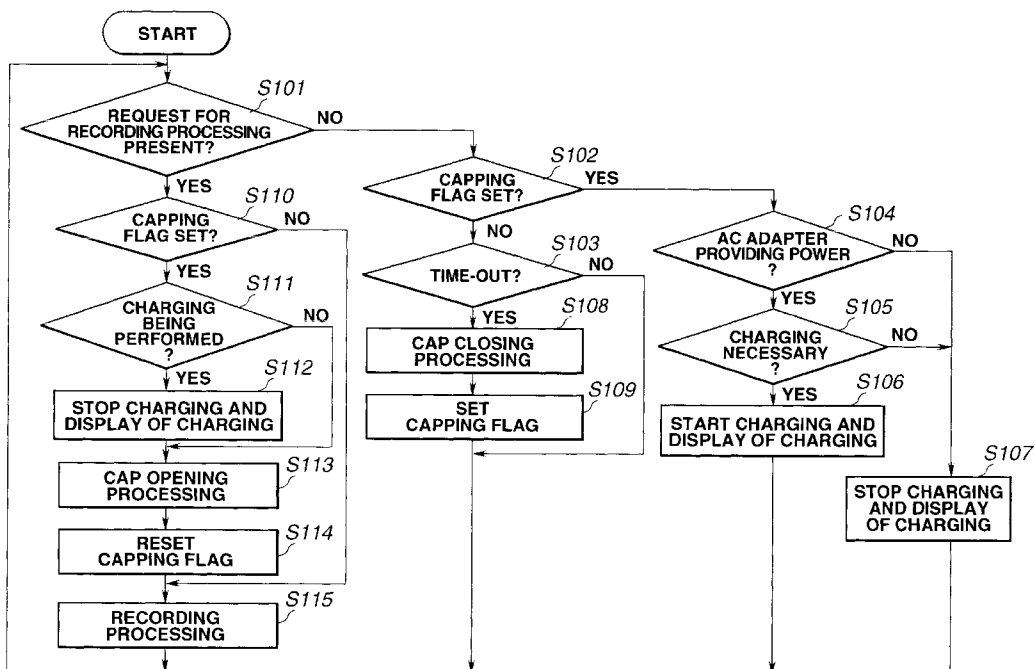 START
S101
REQUEST FOR
RECORDING PROCESSING
PRESENT?
NO
YES
S110
CAPPING
FLAG SET?
NO
YES
S111
CHARGING
BEING
PERFORMED
?
NO
YES
S112
STOP CHARGING AND
DISPLAY OF CHARGING
S113
CAP OPENING
PROCESSING
S114
RESET
CAPPING FLAG
S115
RECORDING
PROCESSING
S102
CAPPING
FLAG SET?
YES
NO
S103
TIME-OUT?
NO
YES
S108
CAP CLOSING
PROCESSING
S109
SET
CAPPING FLAG
S104
AC ADAPTER
PROVIDING POWER
?
NO
YES
S105
CHARGING
NECESSARY
?
NO
YES
S106
START CHARGING AND
DISPLAY OF CHARGING
S107
STOP CHARGING
AND DISPLAY
OF CHARGING